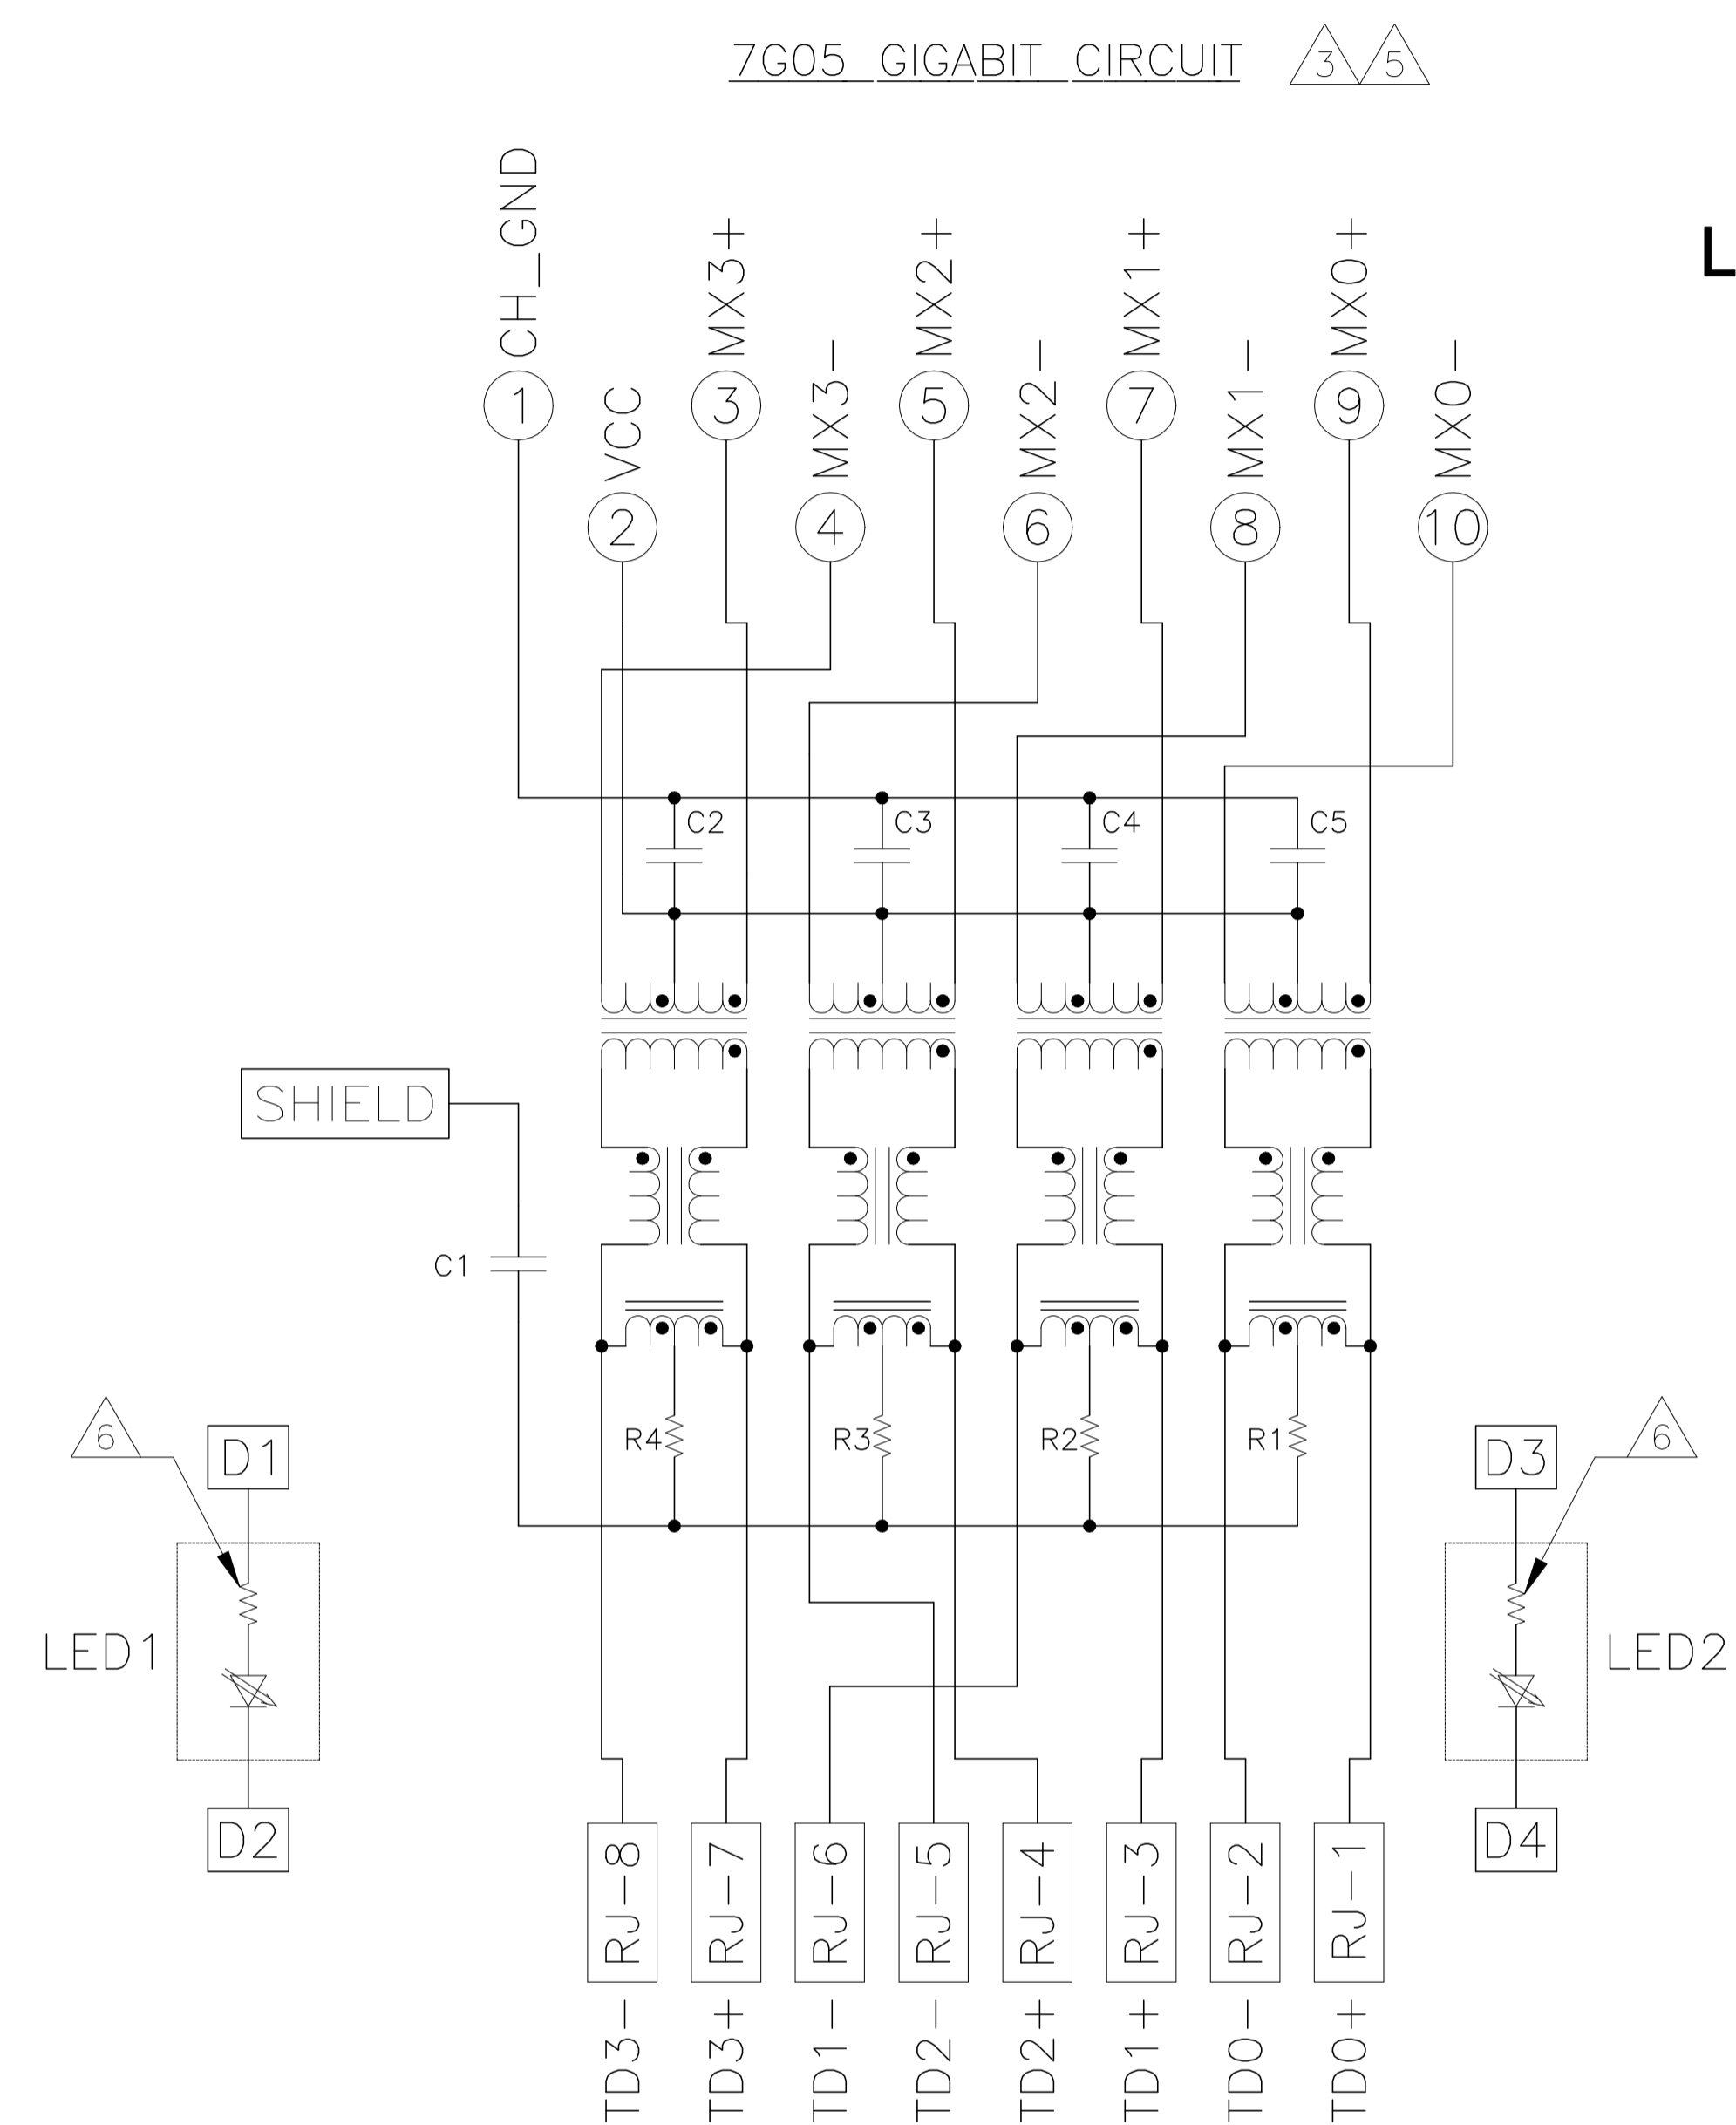 7G05 GIGABIT CIRCUIT
3
5
L
CH_GND
MX3+
MX2+
MX1+
MX0+
1
3
5
7
9
VCC
MX3-
MX2-
MX1-
MX0-
2
4
6
8
10
C2
C3
C4
C5
SHIELD
C1
R4
R3
R2
R1
6
D1
D3
6
LED1
LED2
D2
D4
RJ-8
RJ-7
RJ-6
RJ-5
RJ-4
RJ-3
RJ-2
RJ-1
TD3-
TD3+
TD1-
TD2-
TD2+
TD1+
TD0-
TD0+